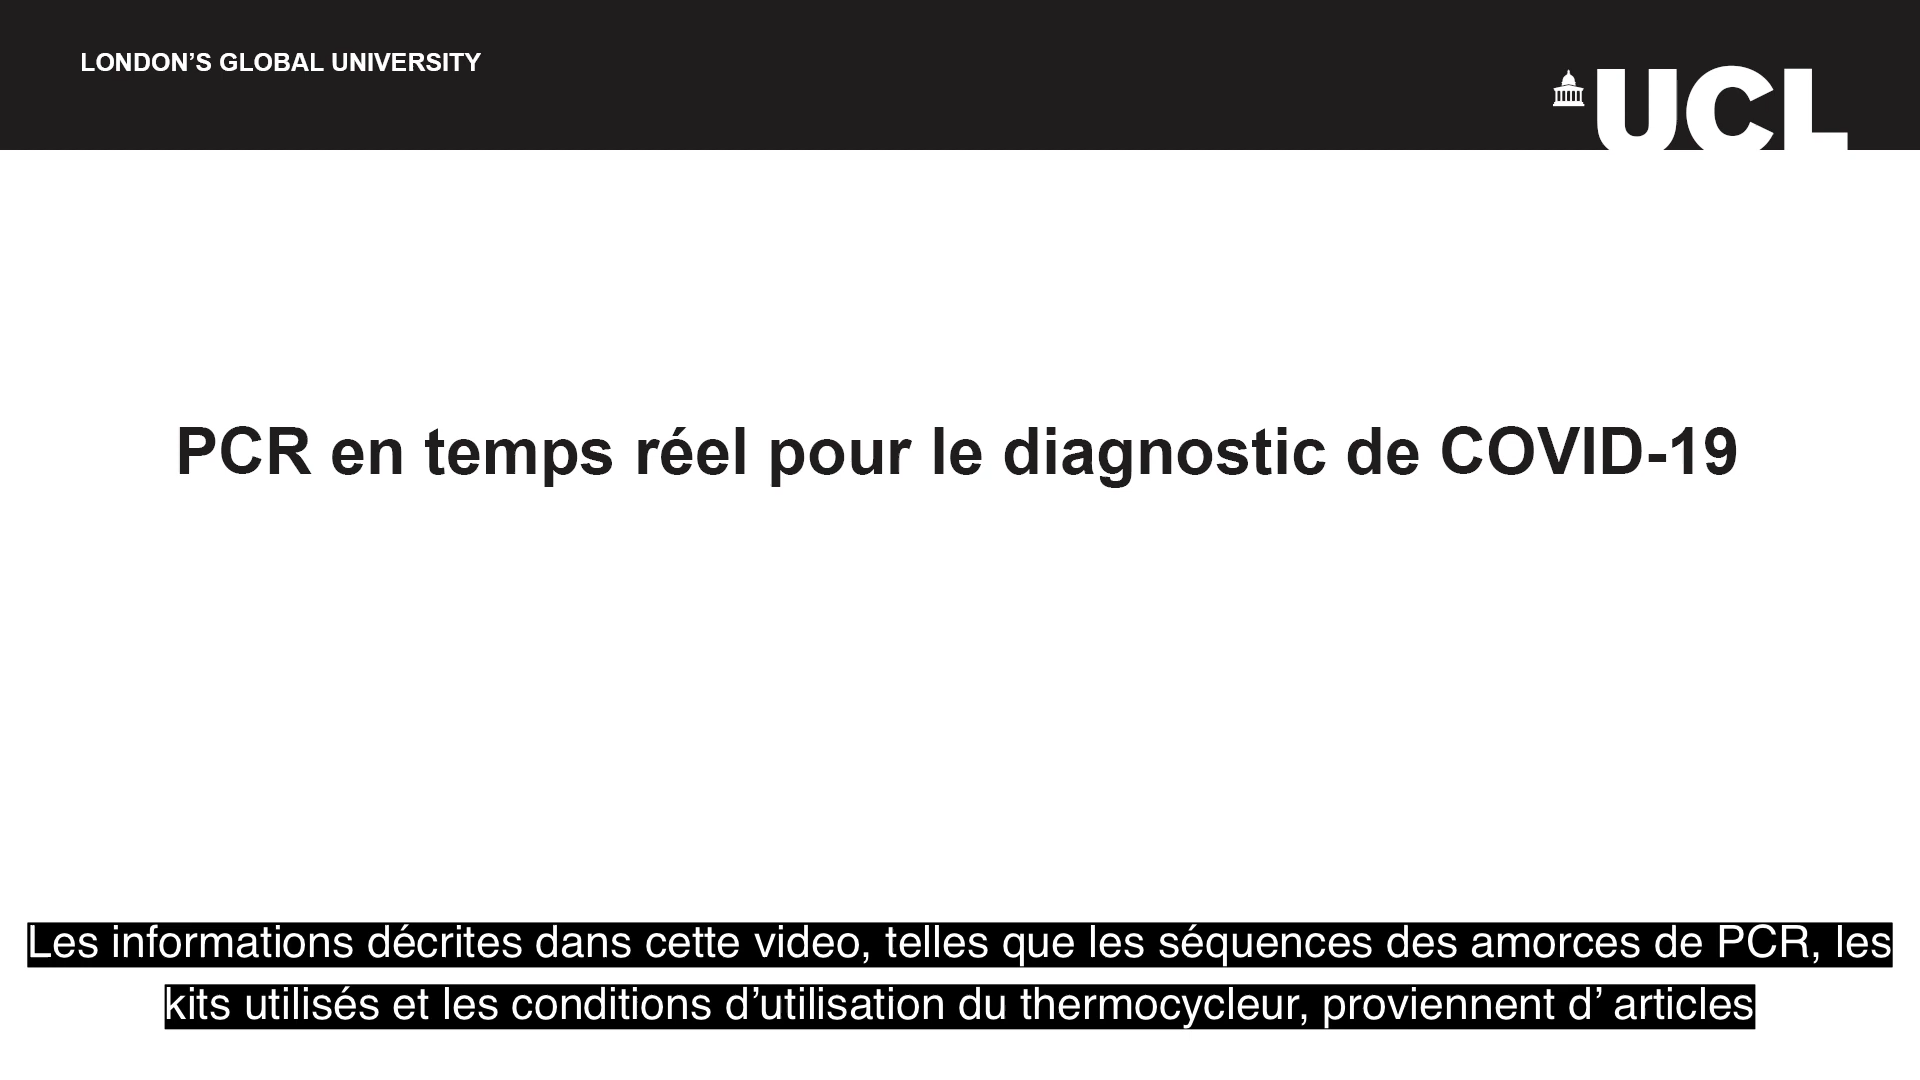 LONDON’S GLOBAL UNIVERSITY
UCL
PCR en temps réel pour le diagnostic de COVID-19
Les informations décrites dans cette video, telles que les séquences des amorces de PCR, les
kits utilisés et les conditions d’utilisation du thermocycleur, proviennent d’ articles